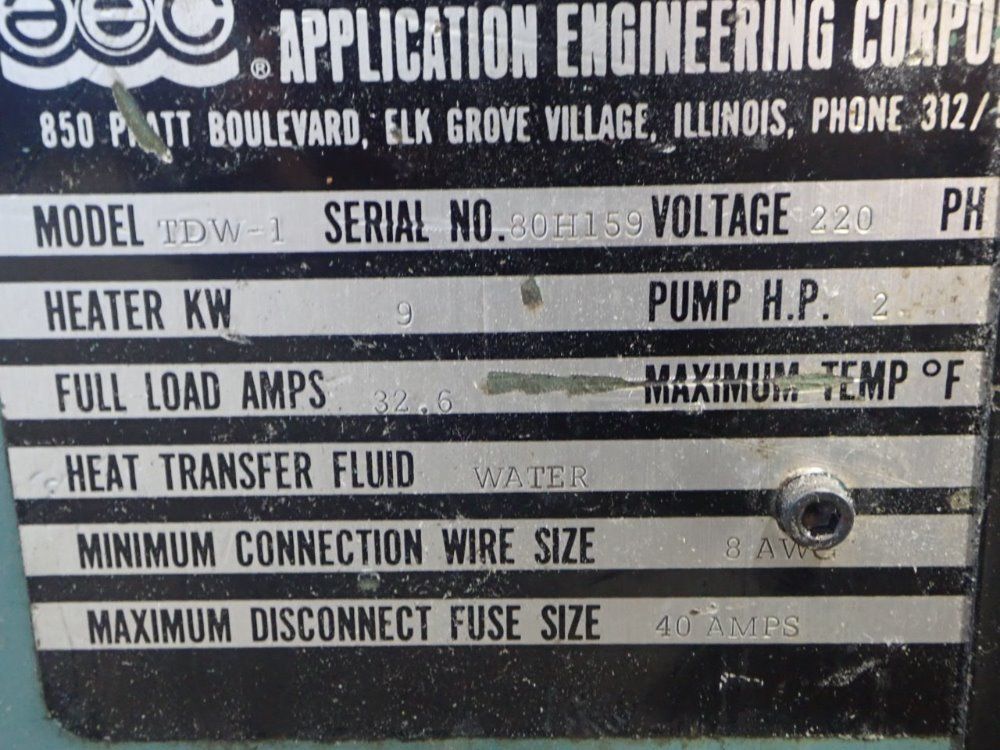 aec ® APPLICATION ENGINEERING CORPO
850 PRATT BOULEVARD, ELK GROVE VILLAGE, ILLINOIS, PHONE 312/
MODEL TDW-1 SERIAL NO. 80H159 VOLTAGE 220 PH
HEATER KW 9 PUMP H.P. 2
FULL LOAD AMPS 32.6 MAXIMUM TEMP °F
HEAT TRANSFER FLUID WATER
MINIMUM CONNECTION WIRE SIZE 8 AWG
MAXIMUM DISCONNECT FUSE SIZE 40 AMPS